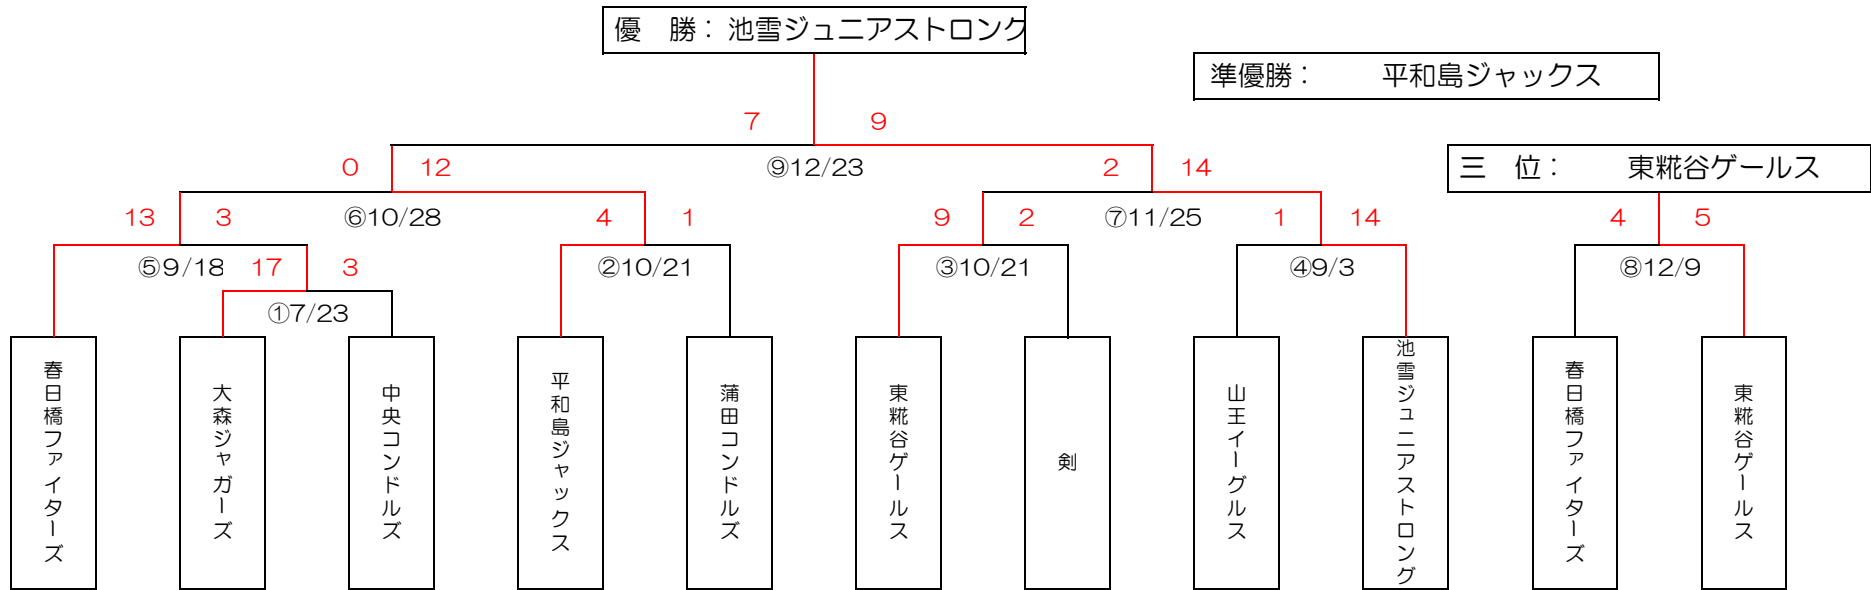 優　勝：池雪ジュニアストロング
準優勝：　　平和島ジャックス
7 9
0 12 ⑨12/23 2 14
三　位：　　東糀谷ゲールス
13 3 ⑥10/28 4 1 9 2 ⑦11/25 1 14 4 5
⑤9/18 17 3 ②10/21 ③10/21 ④9/3 ⑧12/9
①7/23
春日橋ファイターズ
大森ジャガーズ
中央コンドルズ
平和島ジャックス
蒲田コンドルズ
東糀谷ゲールス
剣
山王イーグルス
池雪ジュニアストロング
春日橋ファイターズ
東糀谷ゲールス